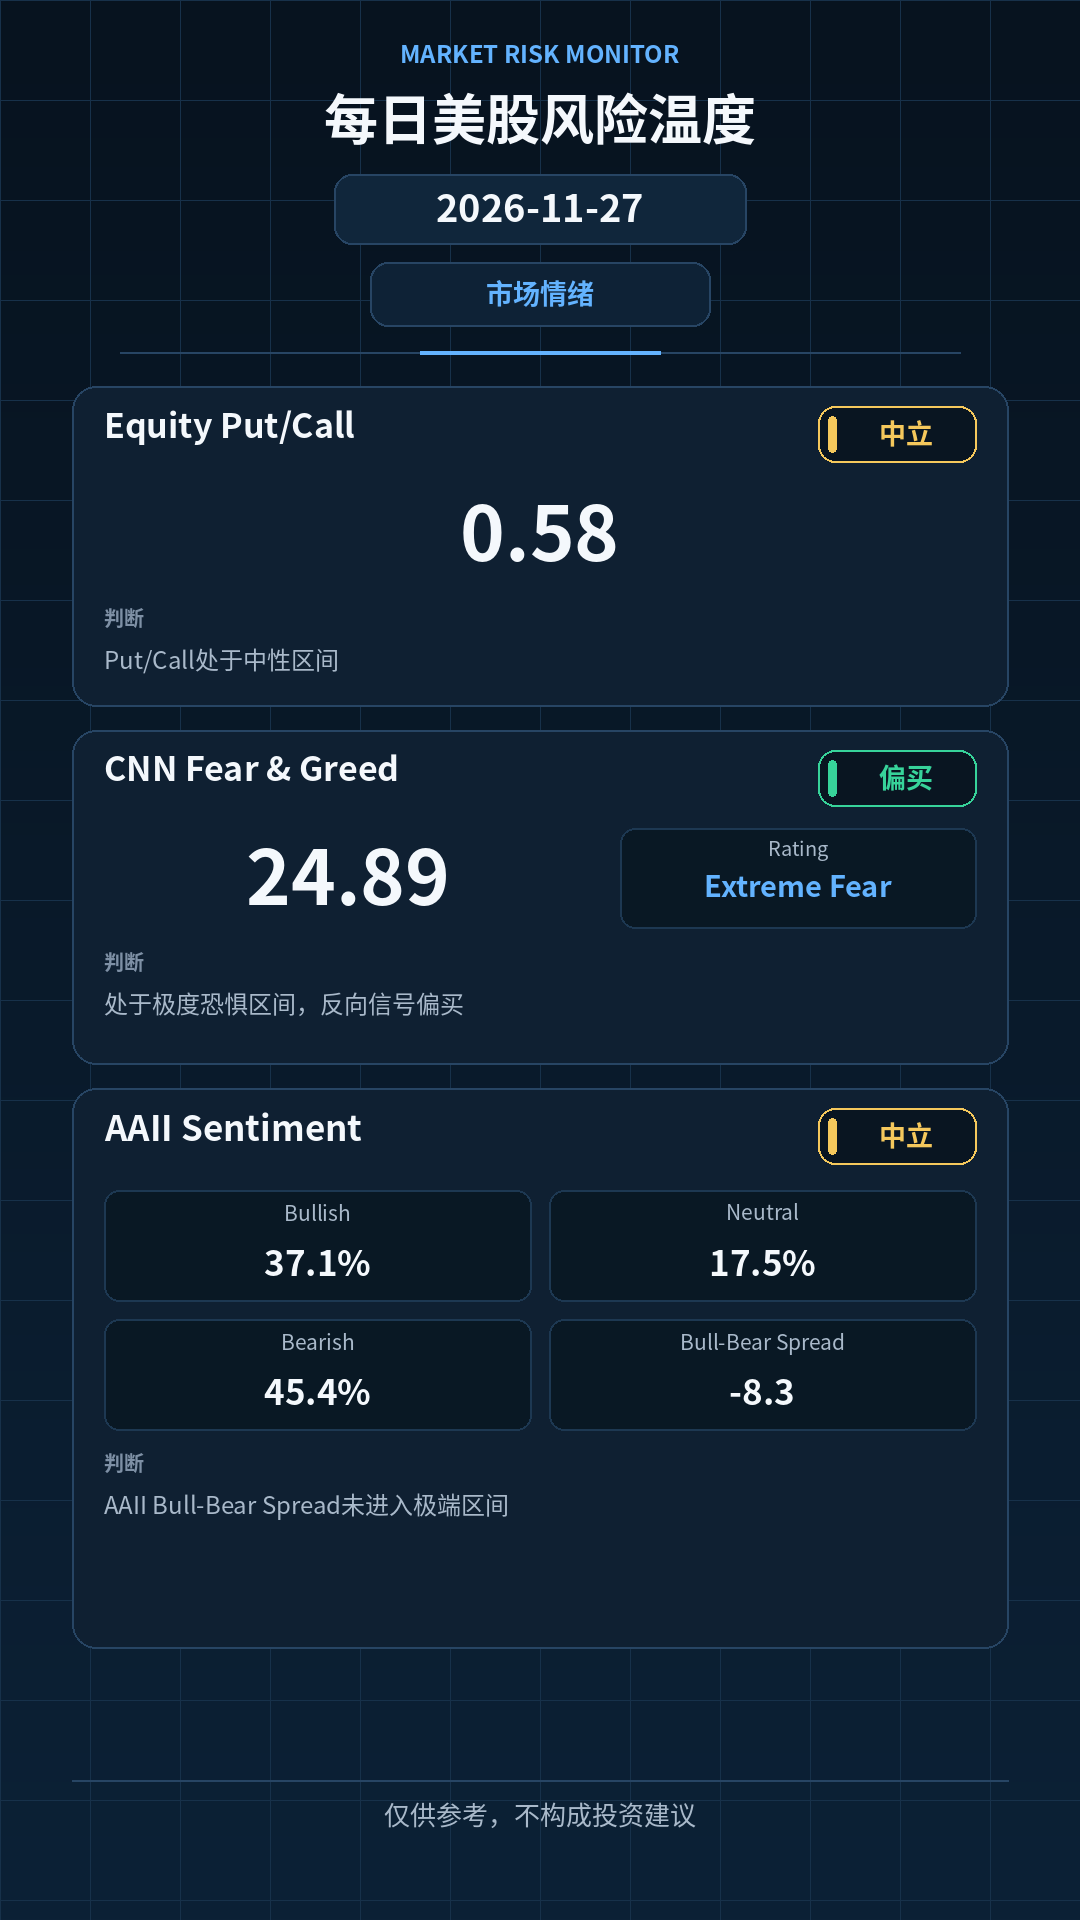 MARKET RISK MONITOR
每日美股风险温度
2026-11-27
市场情绪
Equity Put/Call
中立
0.58
判断
Put/Call处于中性区间
CNN Fear & Greed
偏买
24.89
Rating
Extreme Fear
判断
处于极度恐惧区间，反向信号偏买
AAII Sentiment
中立
Bullish
37.1%
Neutral
17.5%
Bearish
45.4%
Bull-Bear Spread
-8.3
判断
AAII Bull-Bear Spread未进入极端区间
仅供参考，不构成投资建议